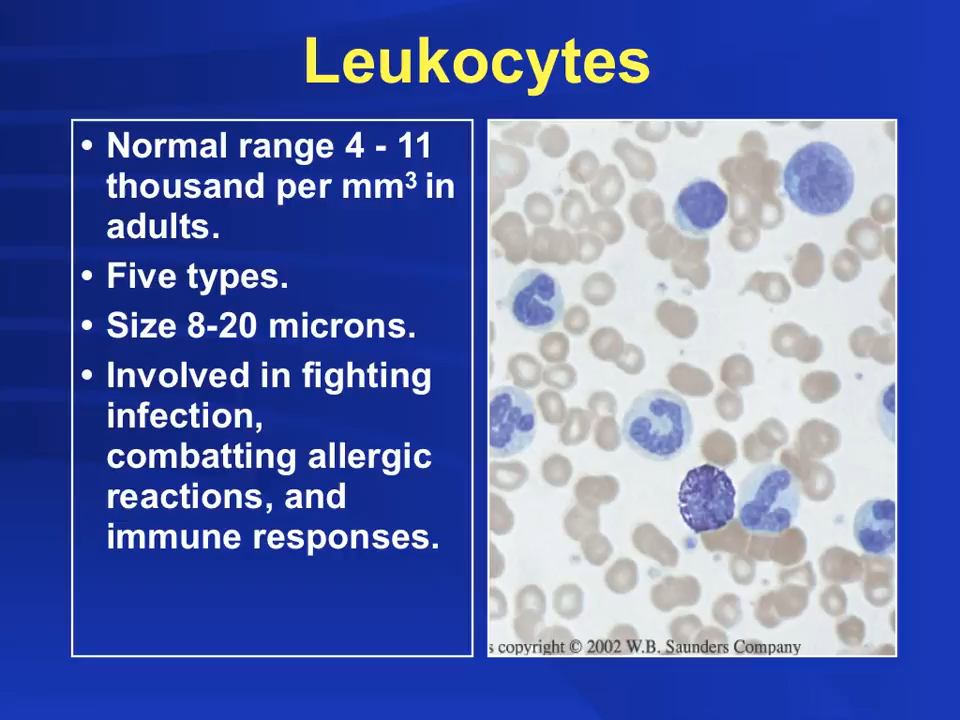 Leukocytes
• Normal range 4 - 11
thousand per mm³ in
adults.
• Five types.
• Size 8-20 microns.
• Involved in fighting
infection,
combatting allergic
reactions, and
immune responses.
s copyright © 2002 W.B. Saunders Company